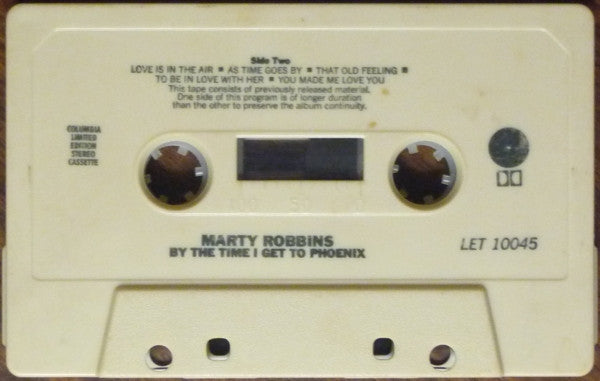 Side Two
LOVE IS IN THE AIR ■ AS TIME GOES BY ■ THAT OLD FEELING ■
TO BE IN LOVE WITH HER ■ YOU MADE ME LOVE YOU
This tape consists of previously released material.
One side of this program is of longer duration
than the other to preserve the album continuity.
COLUMBIA
LIMITED
EDITION
STEREO
CASSETTE
MARTY ROBBINS
BY THE TIME I GET TO PHOENIX
LET 10045